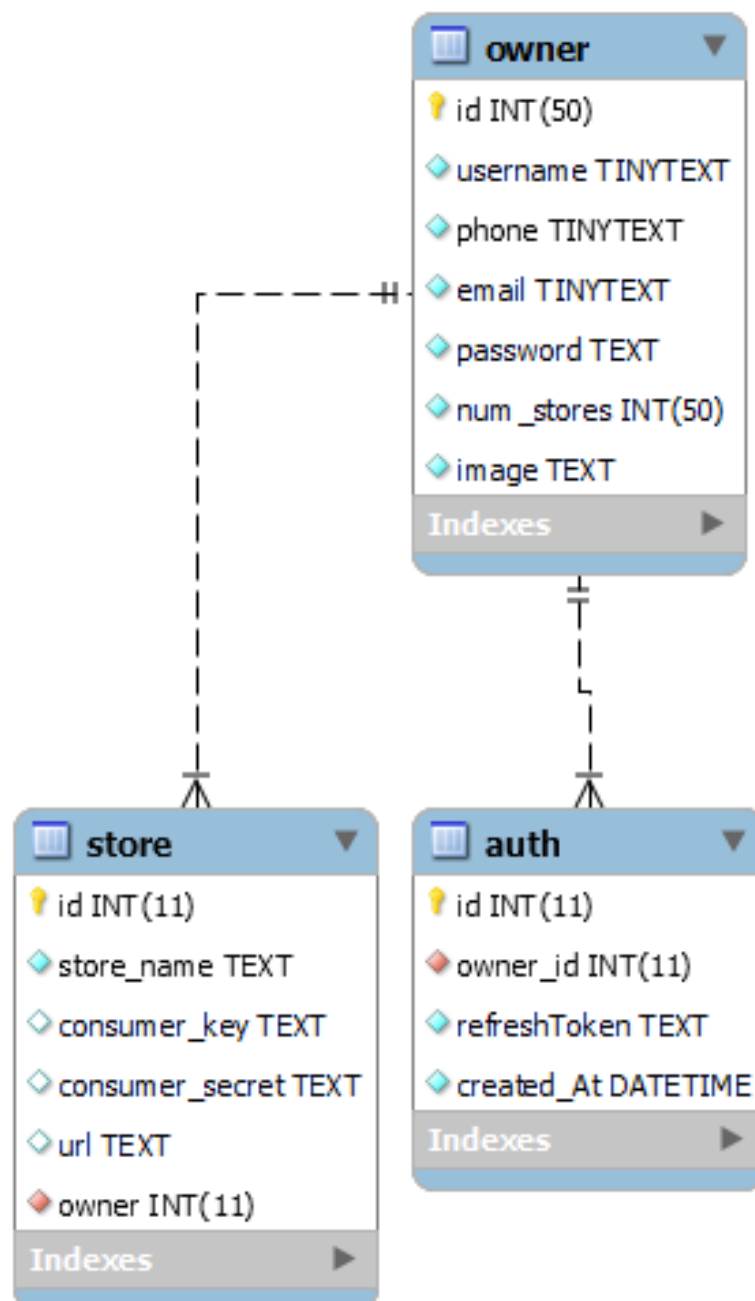 owner
id INT(50)
username TINYTEXT
phone TINYTEXT
email TINYTEXT
password TEXT
num_stores INT(50)
image TEXT
Indexes
store
id INT(11)
store_name TEXT
consumer_key TEXT
consumer_secret TEXT
url TEXT
owner INT(11)
Indexes
auth
id INT(11)
owner_id INT(11)
refreshToken TEXT
created_At DATETIME
Indexes